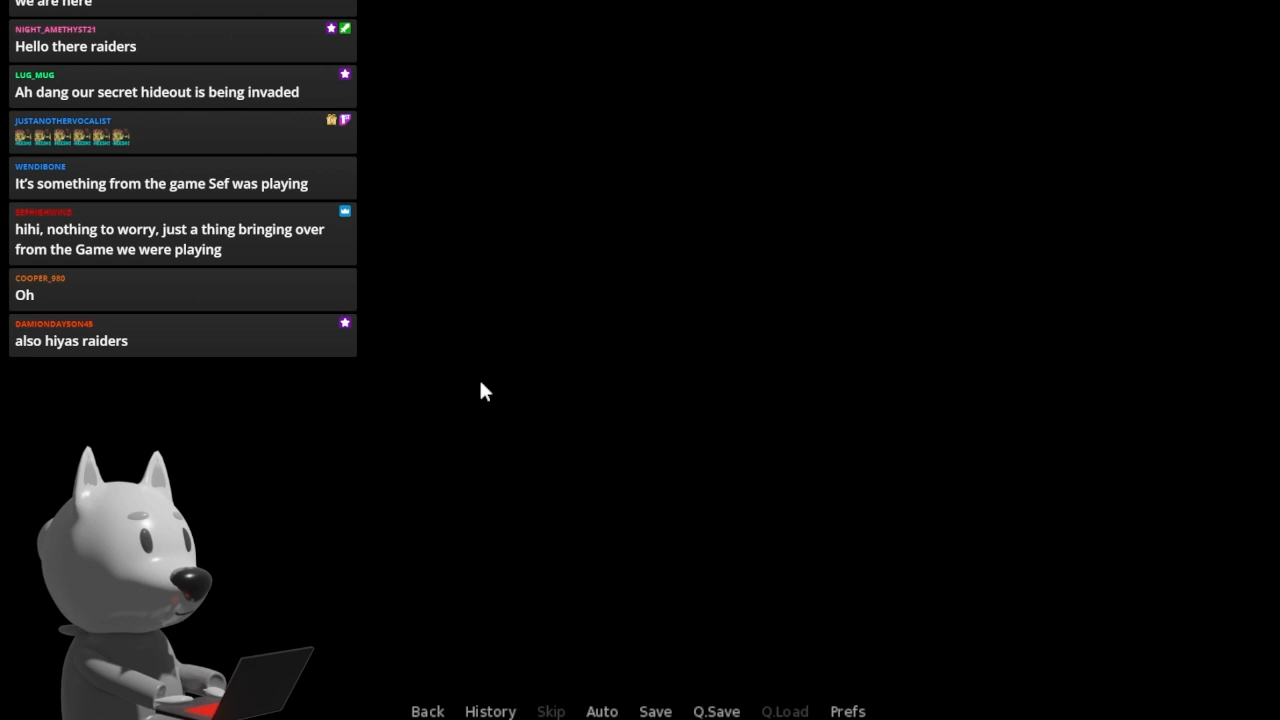 we are here
NIGHT_AMETHYST21
Hello there raiders
LUG_MUG
Ah dang our secret hideout is being invaded
JUSTANOTHERVOCALIST
WENDIBONE
It's something from the game Sef was playing
SEPHIGHWIND
hihi, nothing to worry, just a thing bringing over
from the Game we were playing
COOPER_980
Oh
DAMIONDAYSON45
also hiyas raiders
Back History Skip Auto Save Q.Save Q.Load Prefs